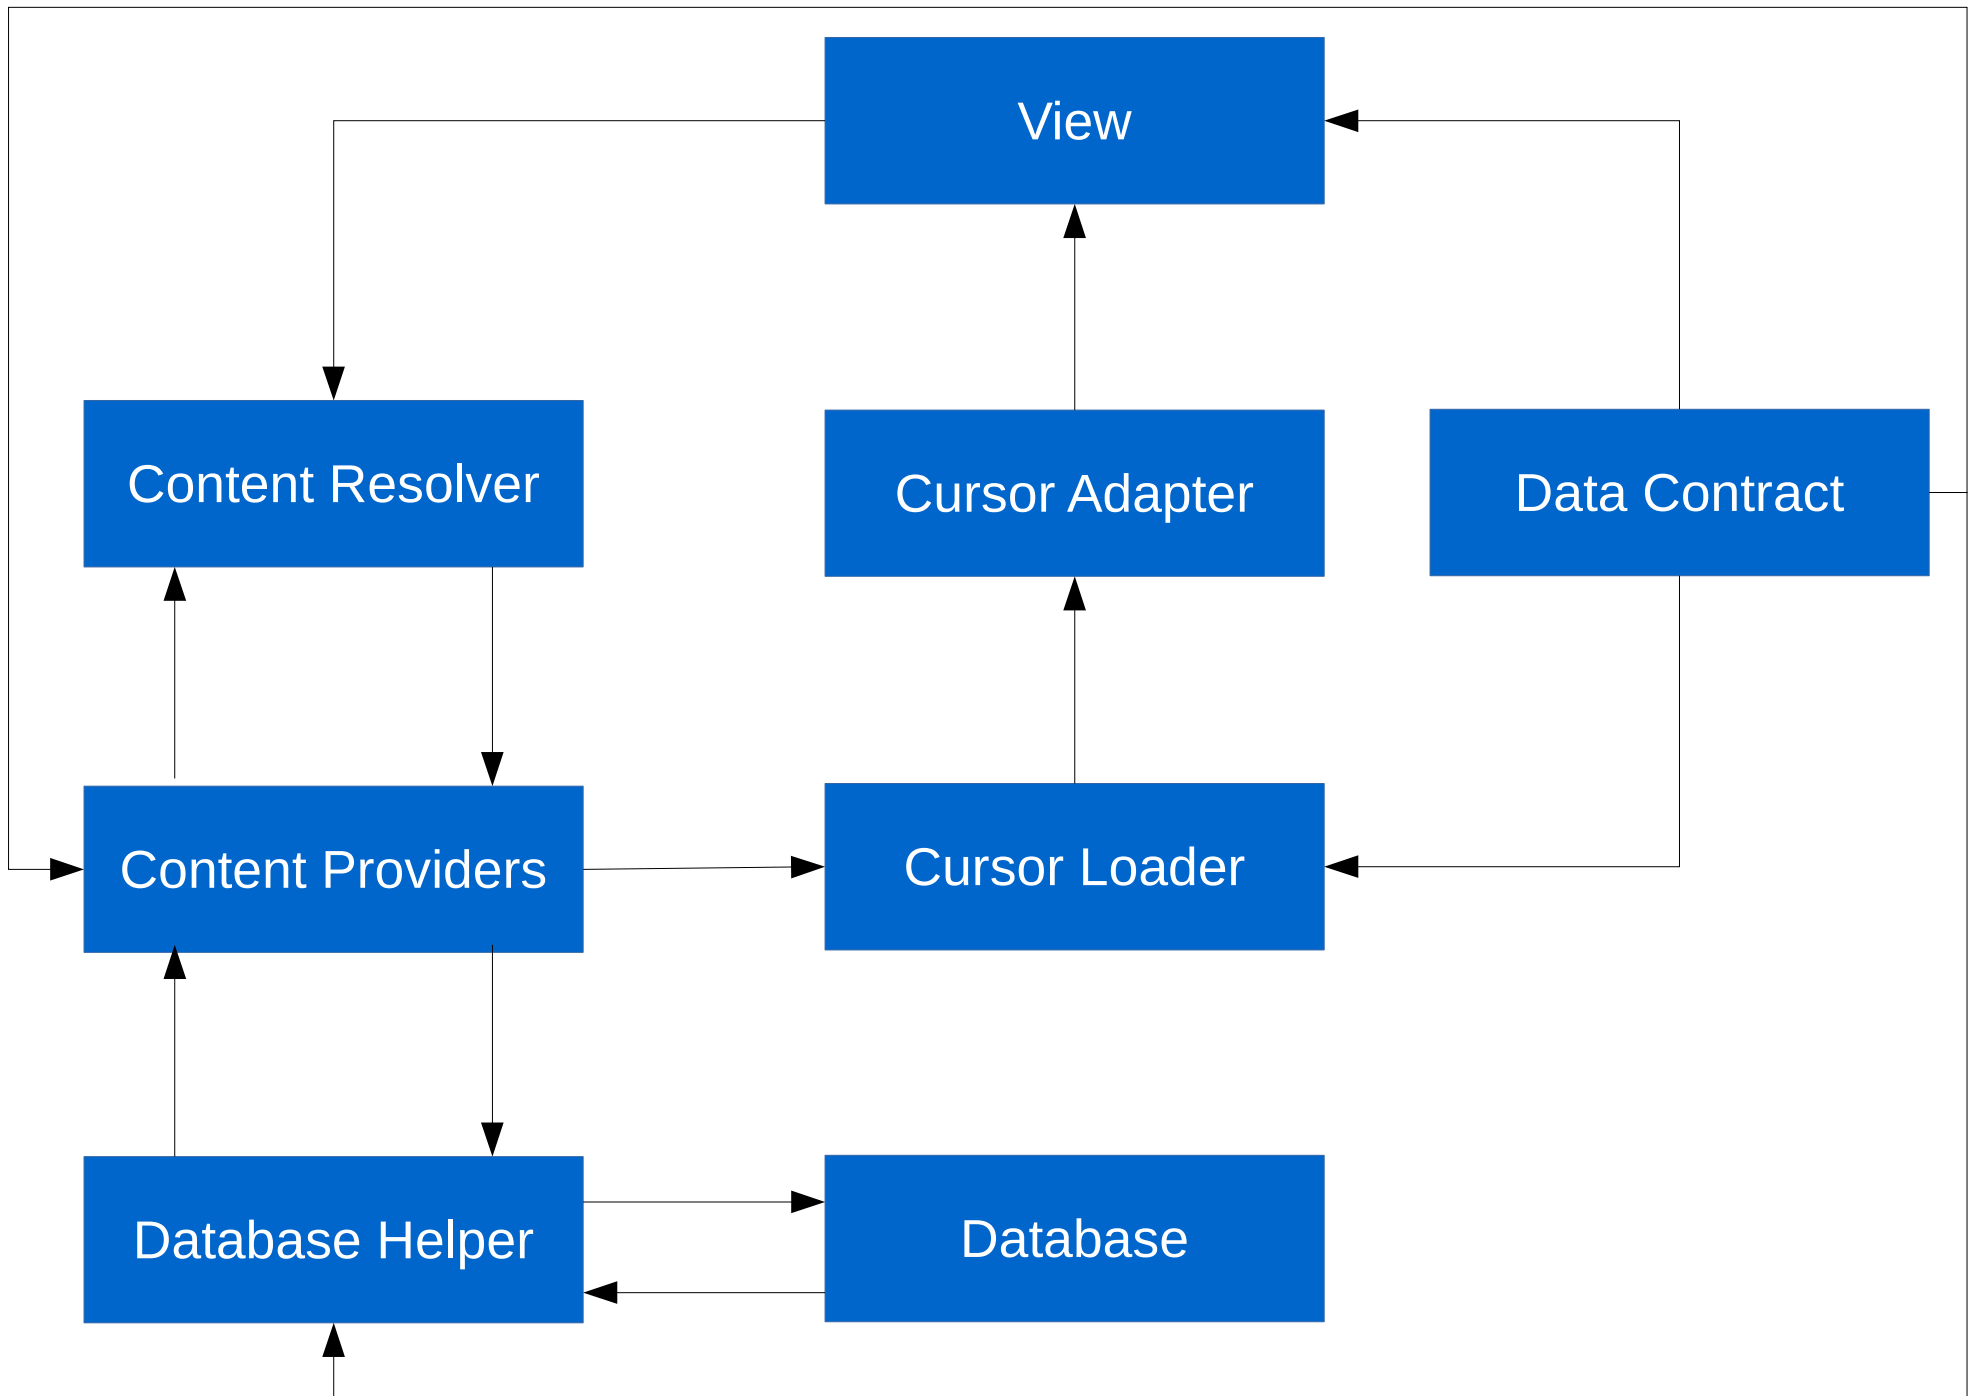 View
Content Resolver
Cursor Adapter
Data Contract
Content Providers
Cursor Loader
Database Helper
Database